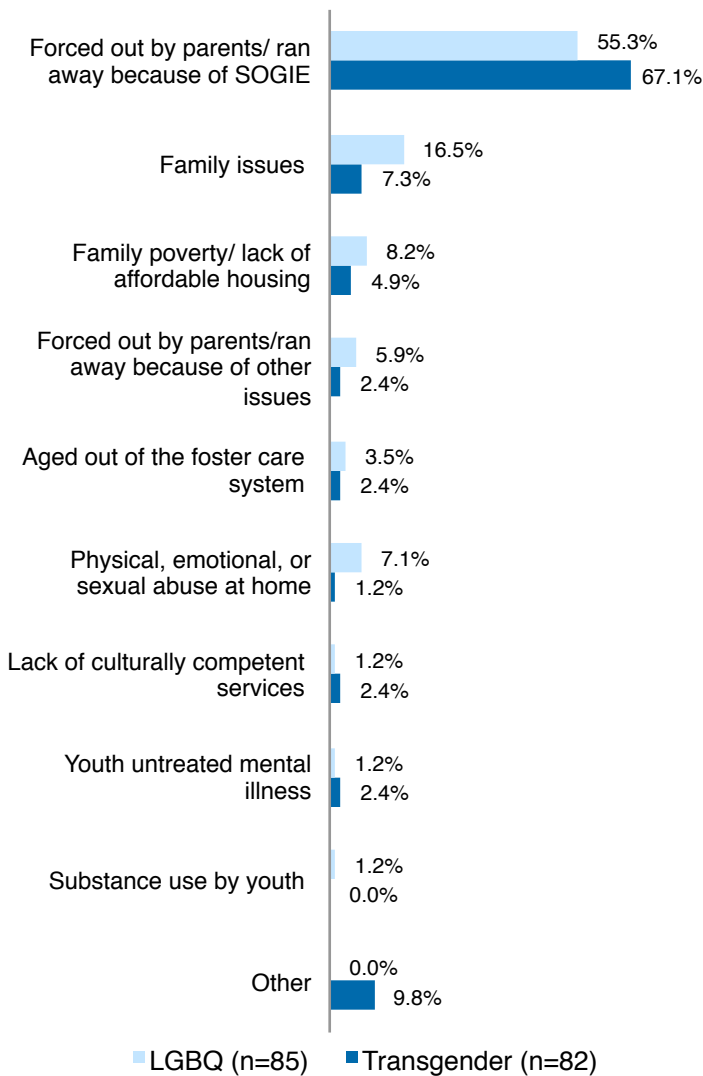 Forced out by parents/ ran
away because of SOGIE
55.3%
67.1%
Family issues
16.5%
7.3%
Family poverty/ lack of
affordable housing
8.2%
4.9%
Forced out by parents/ran
away because of other
issues
5.9%
2.4%
Aged out of the foster care
system
3.5%
2.4%
Physical, emotional, or
sexual abuse at home
7.1%
1.2%
Lack of culturally competent
services
1.2%
2.4%
Youth untreated mental
illness
1.2%
2.4%
Substance use by youth
1.2%
0.0%
Other
0.0%
9.8%
LGBQ (n=85) Transgender (n=82)